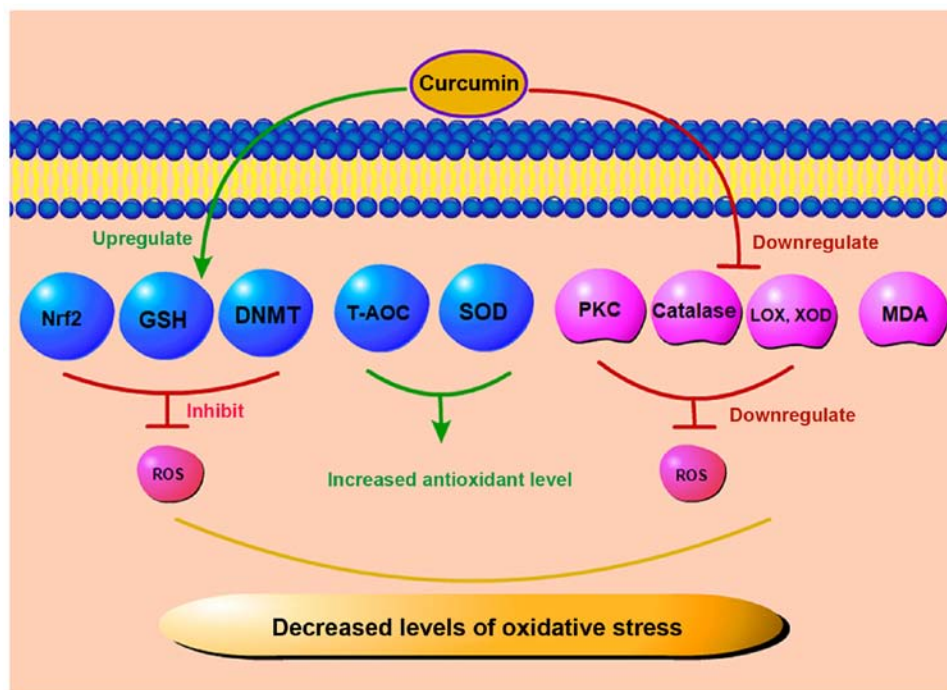 Curcumin
Upregulate
Downregulate
Nrf2
GSH
DNMT
T-AOC
SOD
PKC
Catalase
LOX, XOD
MDA
Inhibit
Downregulate
ROS
Increased antioxidant level
ROS
Decreased levels of oxidative stress